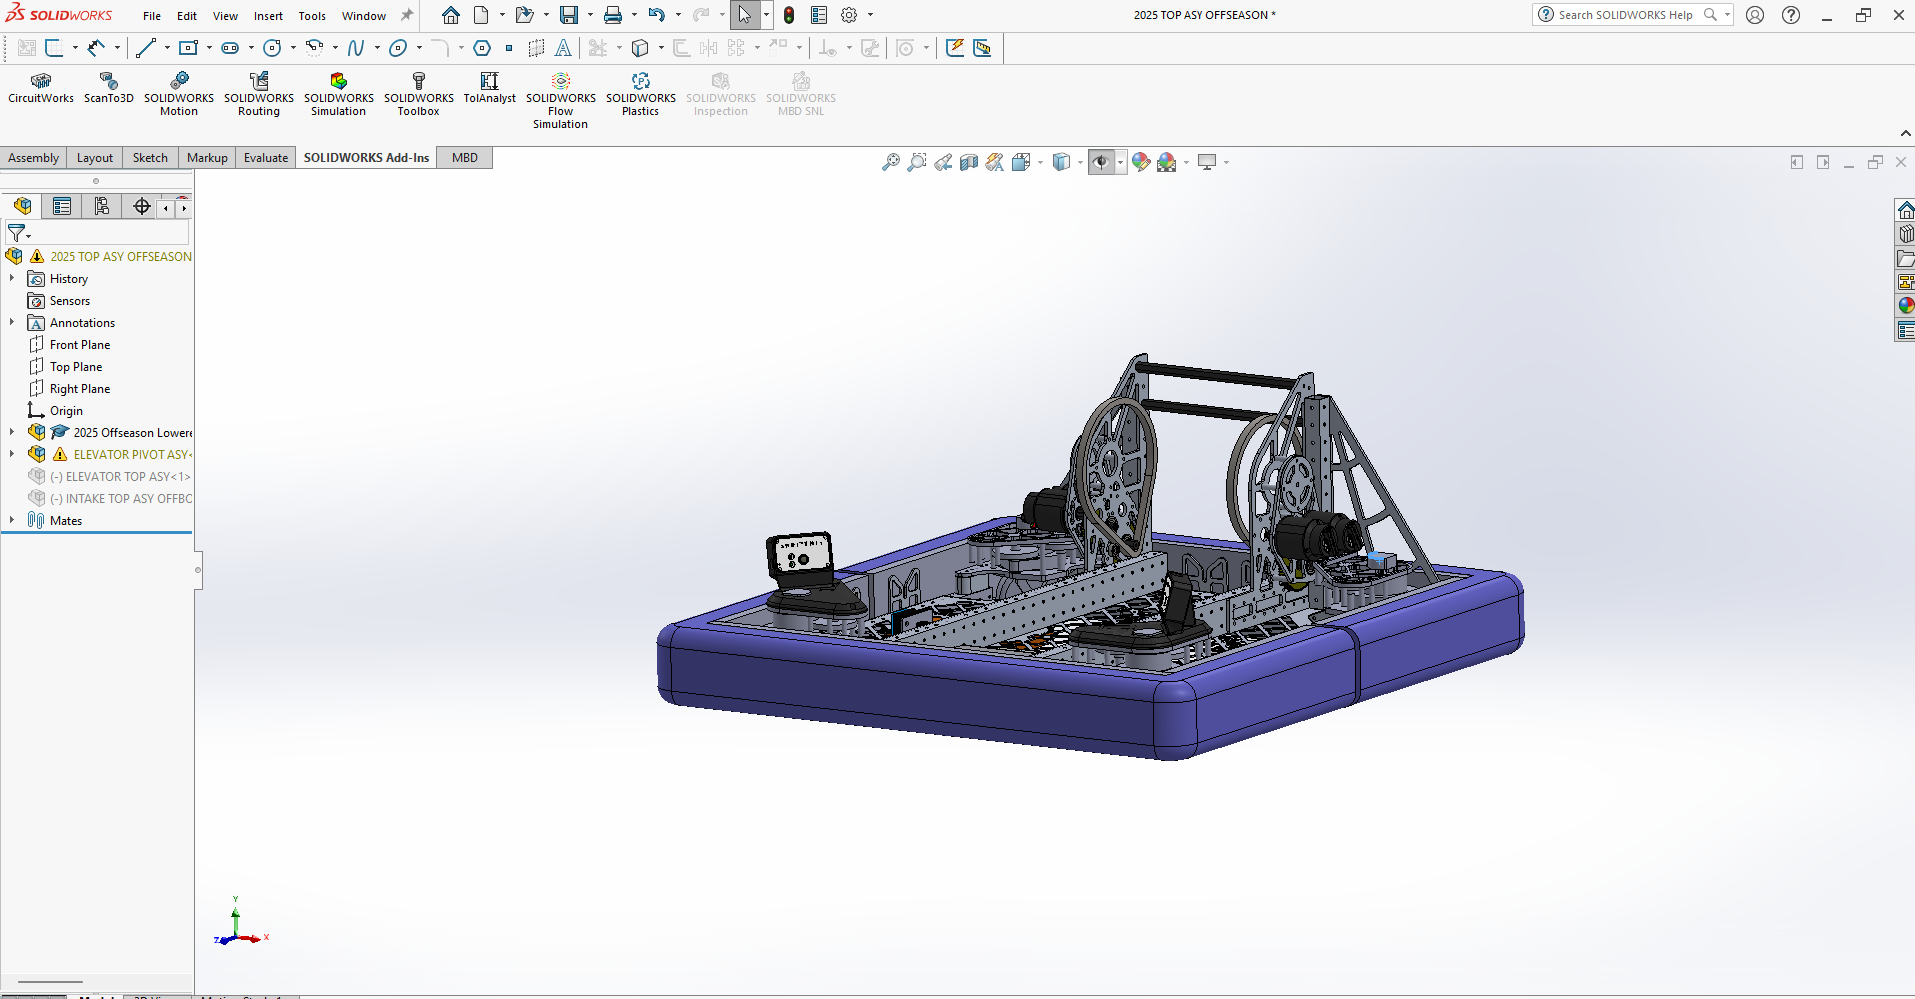 SOLIDWORKS File Edit View Insert Tools Window 2025 TOP ASY OFFSEASON * Search SOLIDWORKS Help
CircuitWorks ScanTo3D SOLIDWORKS Motion SOLIDWORKS Routing SOLIDWORKS Simulation SOLIDWORKS Toolbox TolAnalyst SOLIDWORKS Flow Simulation SOLIDWORKS Plastics SOLIDWORKS Inspection SOLIDWORKS MBD SNL
Assembly Layout Sketch Markup Evaluate SOLIDWORKS Add-Ins MBD
2025 TOP ASY OFFSEASON
History
Sensors
Annotations
Front Plane
Top Plane
Right Plane
Origin
2025 Offseason Lowere
ELEVATOR PIVOT ASY<
(-) ELEVATOR TOP ASY<1>
(-) INTAKE TOP ASY OFFBO
Mates
Y
Z X